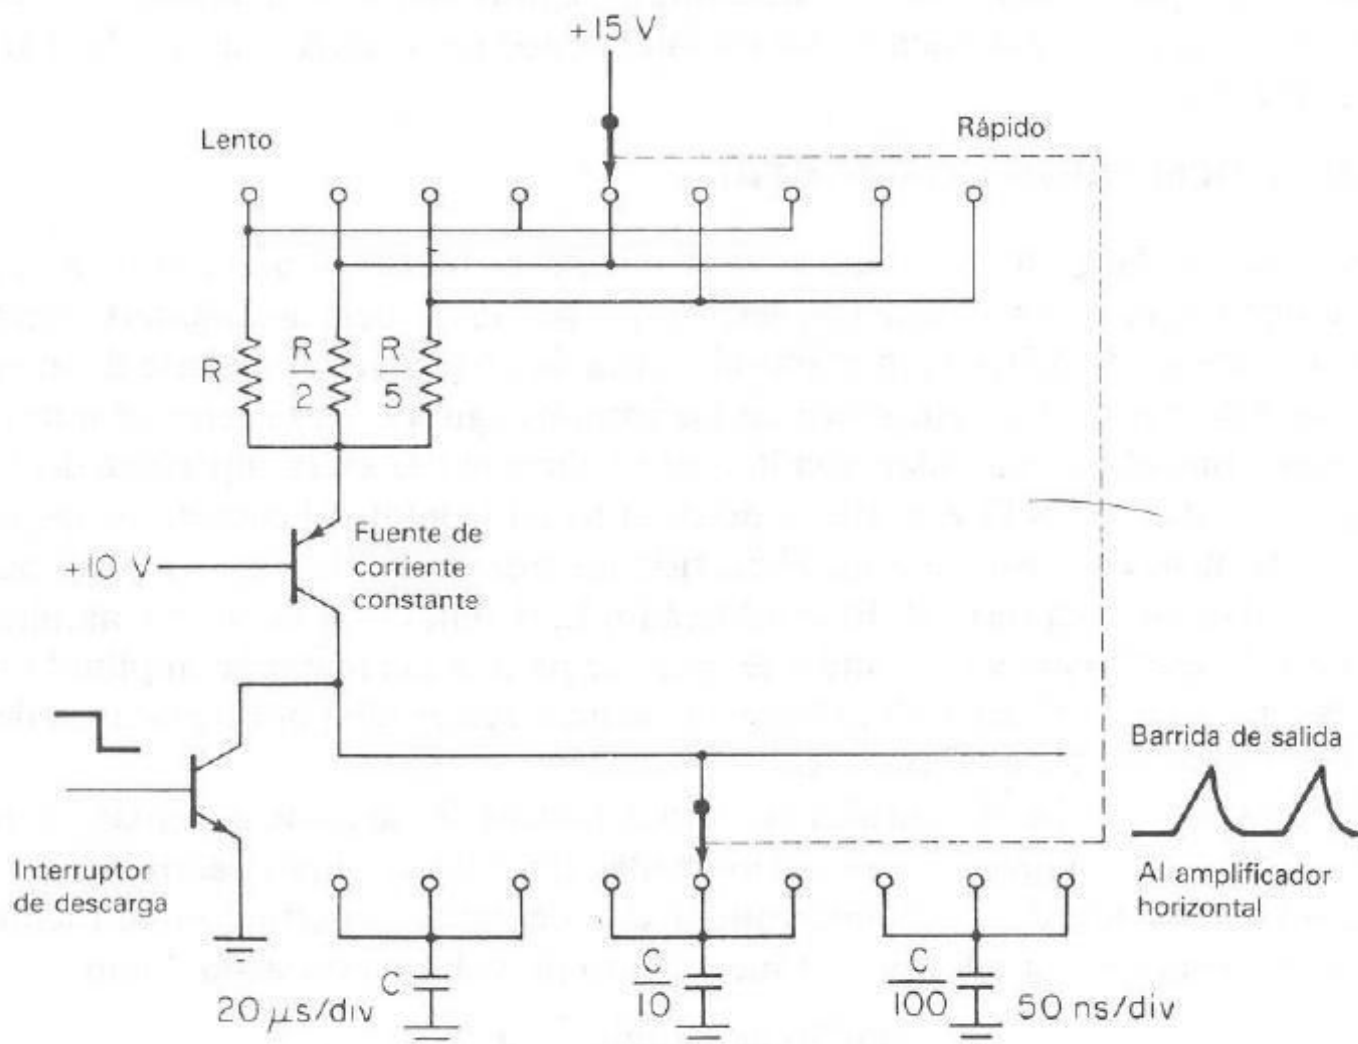 +15 V
Lento
Rápido
R
R
2
R
5
+10 V
Fuente de
corriente
constante
Barrida de salida
Interruptor
de descarga
Al amplificador
horizontal
C
20 μs/div
C
10
C
100
50 ns/div